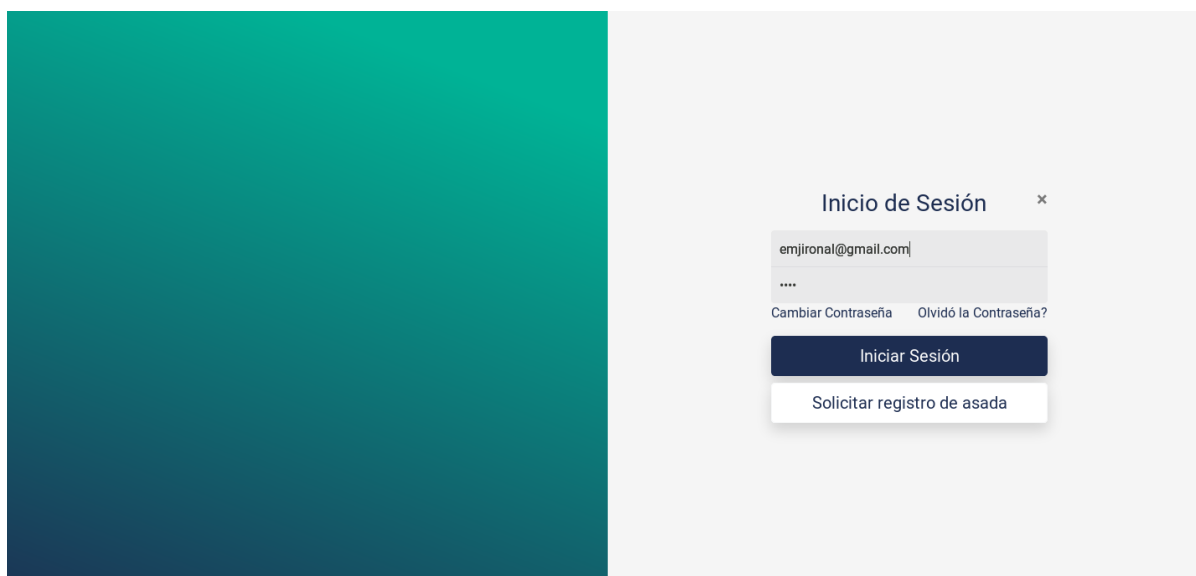 Inicio de Sesión ×
emjironal@gmail.com
••••
Cambiar Contraseña Olvidó la Contraseña?
Iniciar Sesión
Solicitar registro de asada